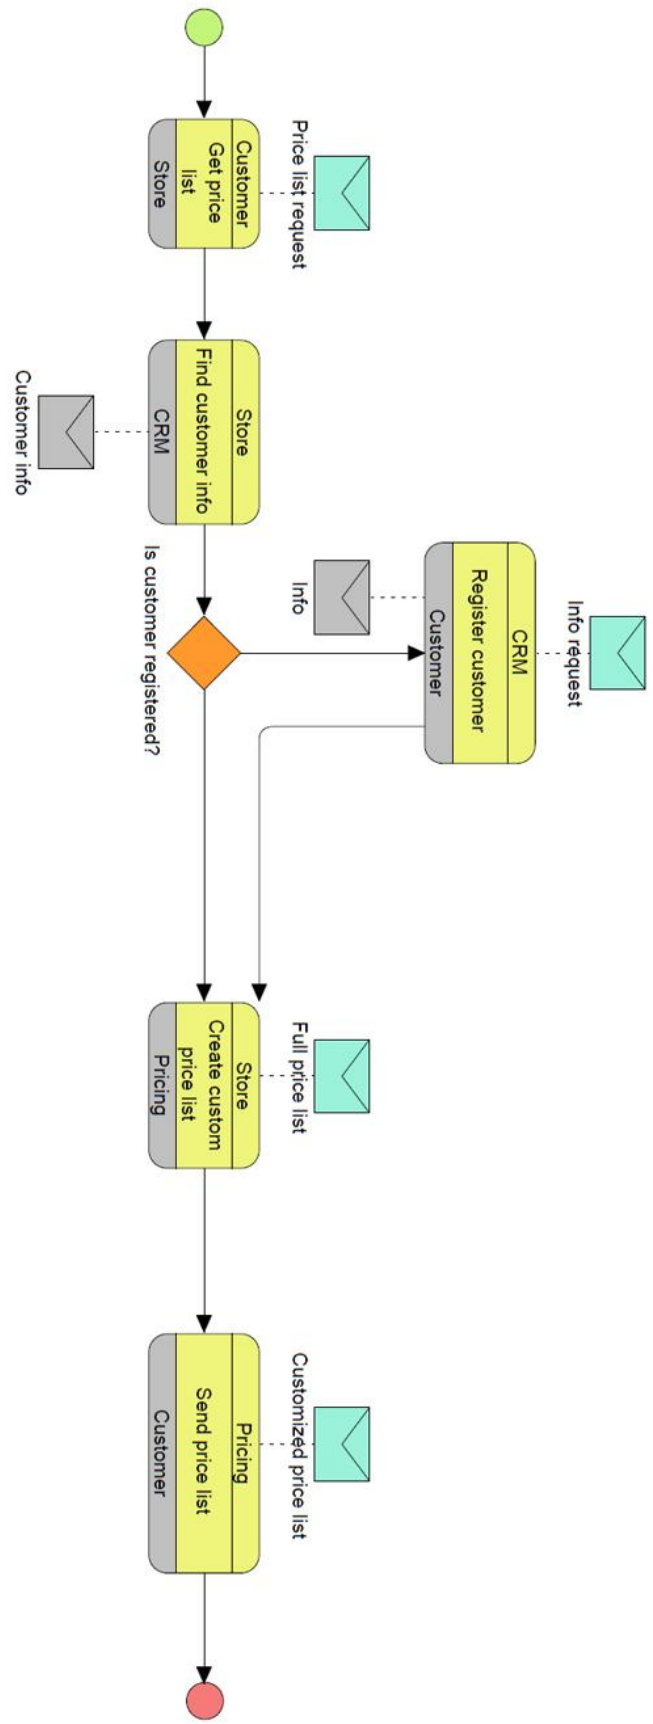 Price list request
Customer
Get price
list
Store
Store
Find customer info
CRM
Customer info
Is customer registered?
Info request
CRM
Register customer
Customer
Info
Full price list
Store
Create custom
price list
Pricing
Customized price list
Pricing
Send price list
Customer